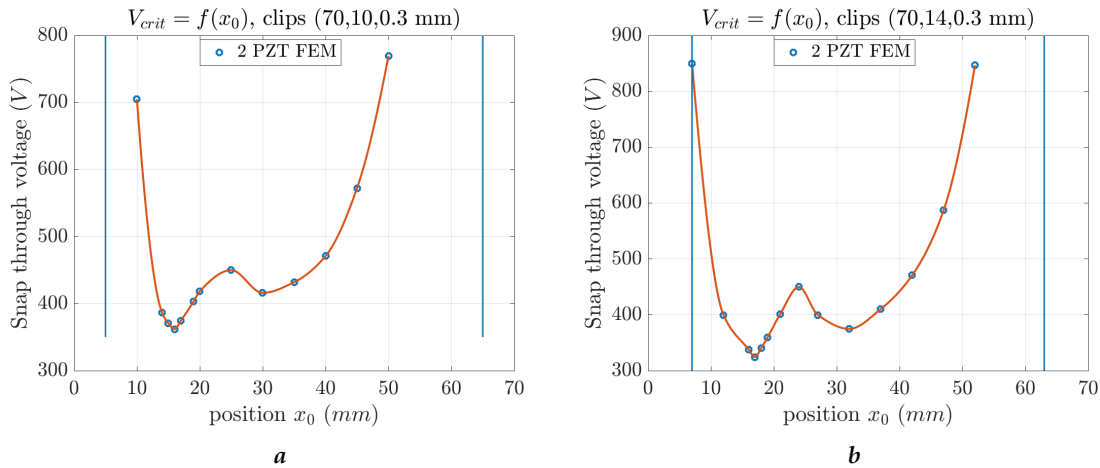 V_crit = f(x_0), clips (70,10,0.3 mm)
2 PZT FEM
Snap through voltage (V)
800
700
600
500
400
300
0 10 20 30 40 50 60 70
position x_0 (mm)
a
V_crit = f(x_0), clips (70,14,0.3 mm)
2 PZT FEM
Snap through voltage (V)
900
800
700
600
500
400
300
0 10 20 30 40 50 60 70
position x_0 (mm)
b